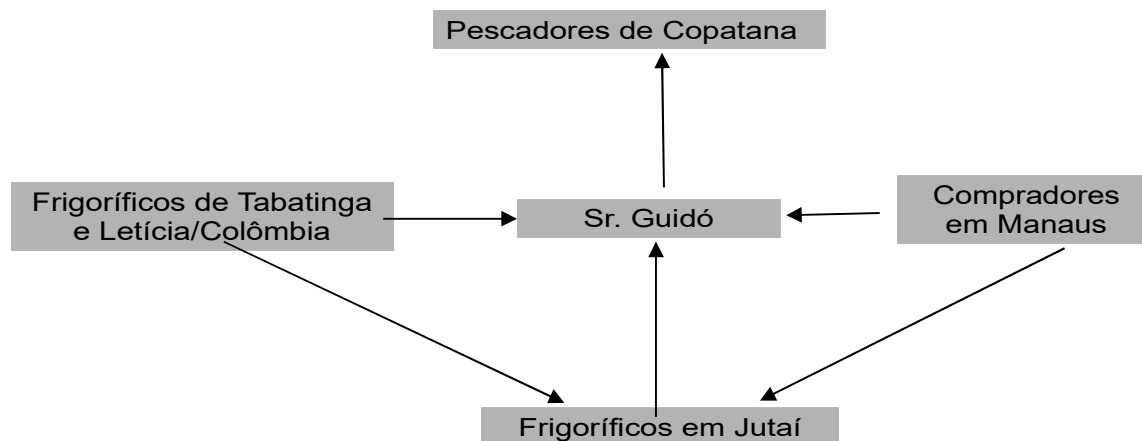 Pescadores de Copatana
Frigoríficos de Tabatinga
e Letícia/Colômbia
Sr. Guidó
Compradores
em Manaus
Frigoríficos em Jutaí